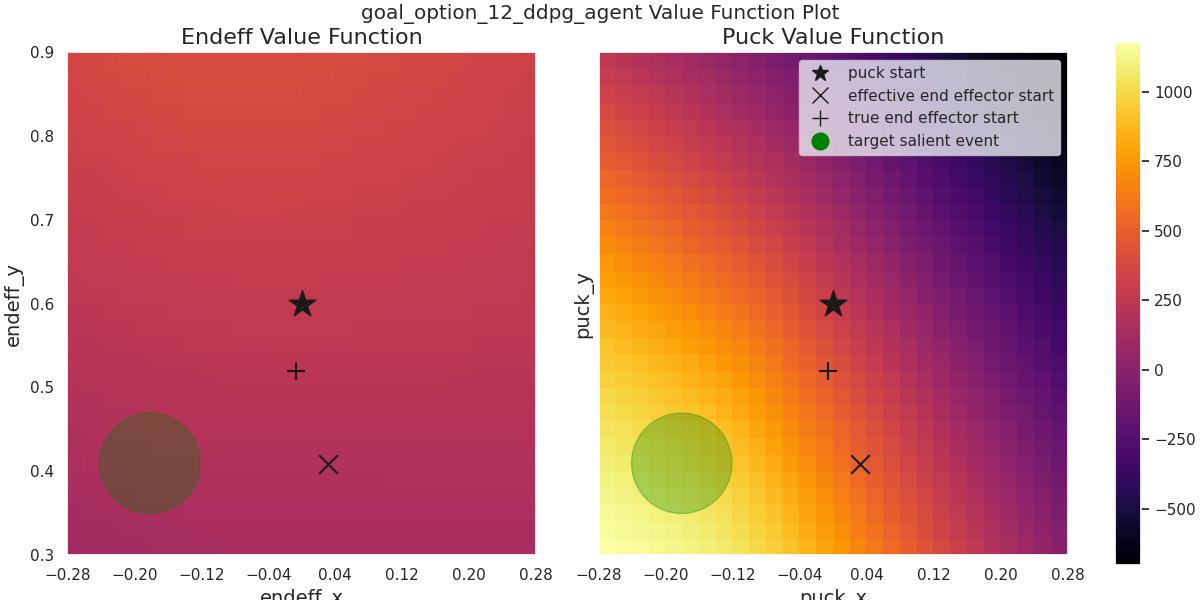 goal_option_12_ddpg_agent Value Function Plot
Endeff Value Function
endeff_y
0.9
0.8
0.7
0.6
0.5
0.4
0.3
−0.28 −0.20 −0.12 −0.04 0.04 0.12 0.20 0.28
endeff_x
Puck Value Function
puck_y
puck start
effective end effector start
true end effector start
target salient event
−0.28 −0.20 −0.12 −0.04 0.04 0.12 0.20 0.28
puck_x
1000
750
500
250
0
−250
−500